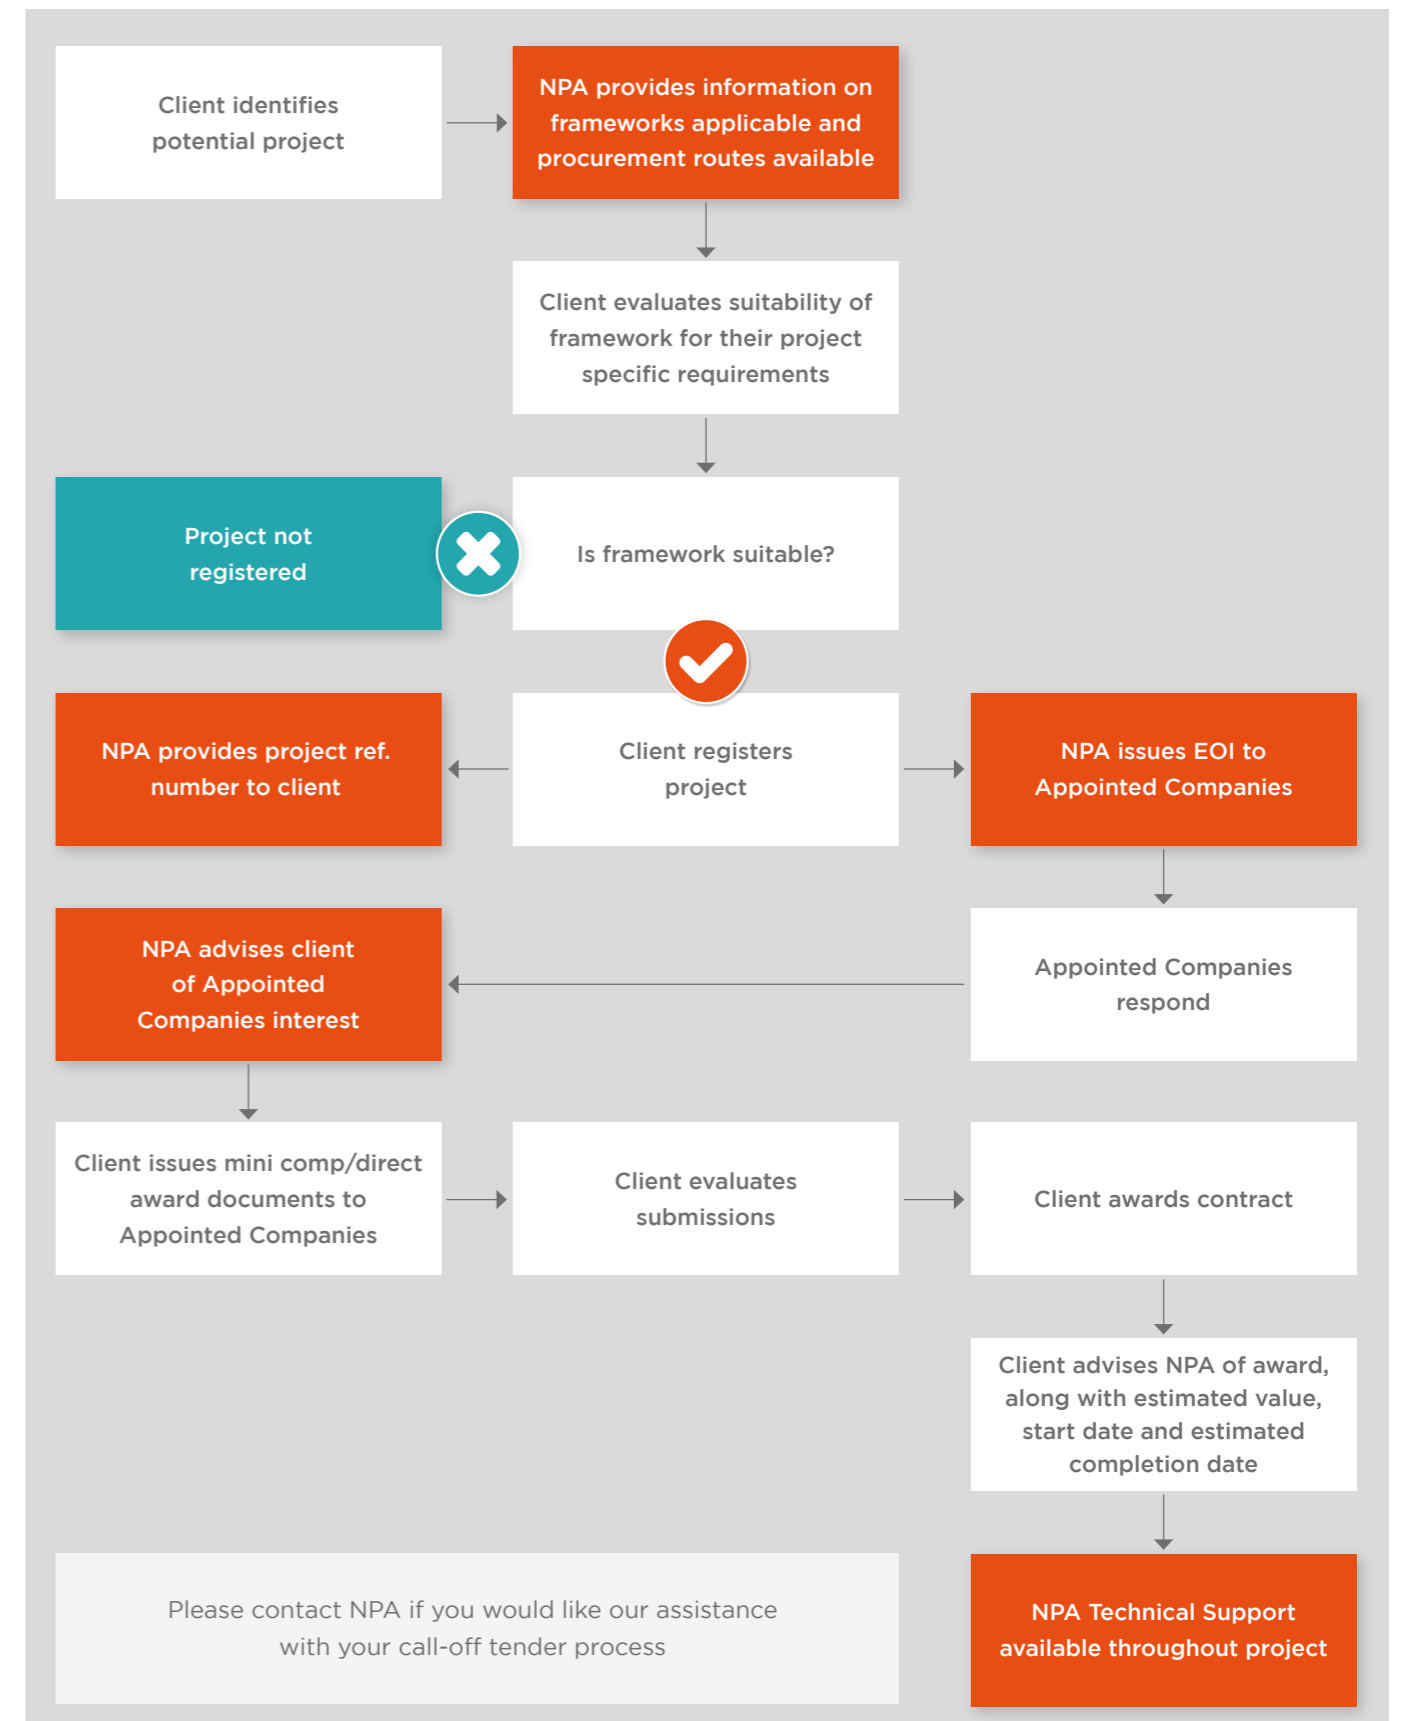 Client identifies
potential project
NPA provides information on
frameworks applicable and
procurement routes available
Client evaluates suitability of
framework for their project
specific requirements
Project not
registered
Is framework suitable?
NPA provides project ref.
number to client
Client registers
project
NPA issues EOI to
Appointed Companies
NPA advises client
of Appointed
Companies interest
Appointed Companies
respond
Client issues mini comp/direct
award documents to
Appointed Companies
Client evaluates
submissions
Client awards contract
Client advises NPA of award,
along with estimated value,
start date and estimated
completion date
Please contact NPA if you would like our assistance
with your call-off tender process
NPA Technical Support
available throughout project